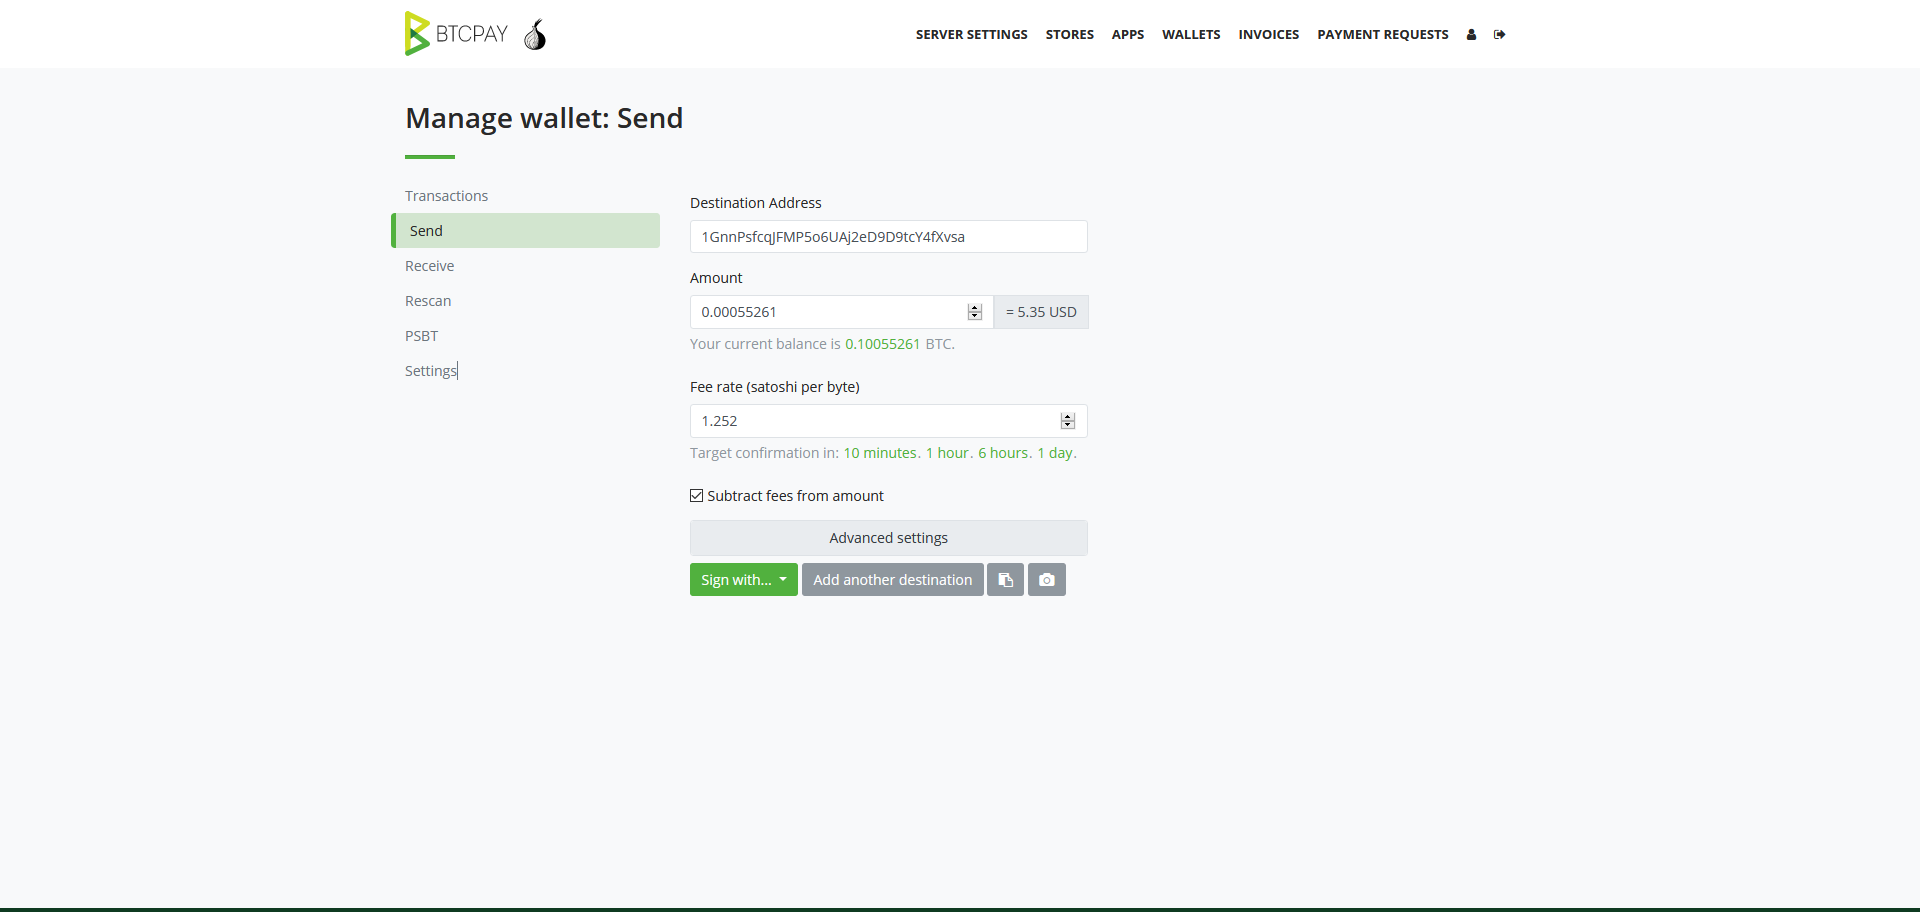 BTCPAY
SERVER SETTINGS STORES APPS WALLETS INVOICES PAYMENT REQUESTS
Manage wallet: Send
Transactions
Send
Receive
Rescan
PSBT
Settings
Destination Address
1GnnPsfcqJFMP5o6UAj2eD9D9tcY4fXvsa
Amount
0.00055261 = 5.35 USD
Your current balance is 0.10055261 BTC.
Fee rate (satoshi per byte)
1.252
Target confirmation in: 10 minutes. 1 hour. 6 hours. 1 day.
Subtract fees from amount
Advanced settings
Sign with... Add another destination